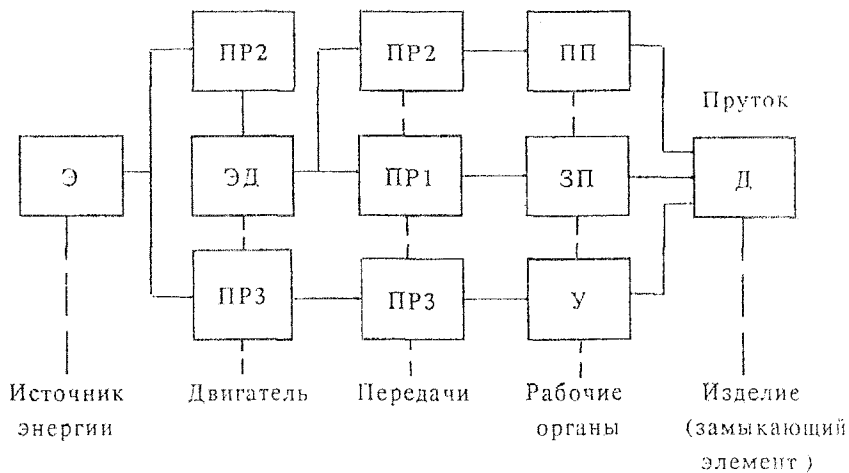 ПР2 ПР2 ПП
Пруток
Э ЭД ПР1 ЗП Д
ПР3 ПР3 У
Источник энергии
Двигатель
Передачи
Рабочие органы
Изделие
(замыкающий
элемент )